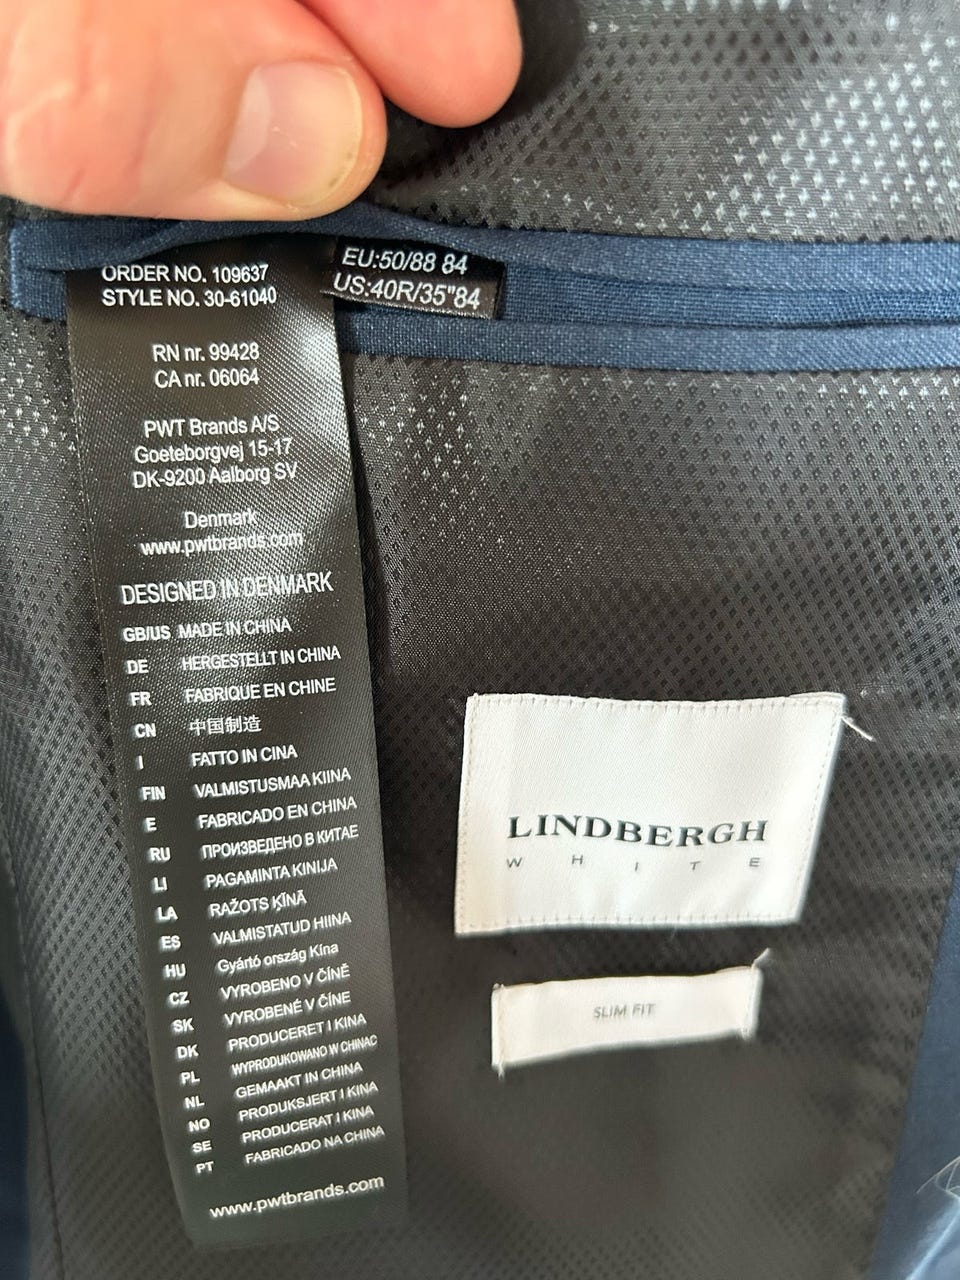 ORDER NO. 109637
STYLE NO. 30-61040
EU:50/88 84
US:40R/35"84
RN nr. 99428
CA nr. 06064
PWT Brands A/S
Goeteborgvej 15-17
DK-9200 Aalborg SV
Denmark
www.pwtbrands.com
DESIGNED IN DENMARK
GB/US MADE IN CHINA
DE HERGESTELLT IN CHINA
FR FABRIQUE EN CHINE
CN 中国制造
I FATTO IN CINA
FIN VALMISTUSMAA KIINA
E FABRICADO EN CHINA
RU ПРОИЗВЕДЕНО В КИТАЕ
LI PAGAMINTA KINIJA
LA RAŽOTS ĶĪNĀ
ES VALMISTATUD HIINA
HU Gyártó ország Kína
CZ VYROBENO V ČÍNĚ
SK VYROBENÉ V ČÍNE
DK PRODUCERET I KINA
PL WYPRODUKOWANO W CHINAC
NL GEMAAKT IN CHINA
NO PRODUKSJERT I KINA
SE PRODUCERAT I KINA
PT FABRICADO NA CHINA
www.pwtbrands.com
LINDBERGH
WHITE
SLIM FIT